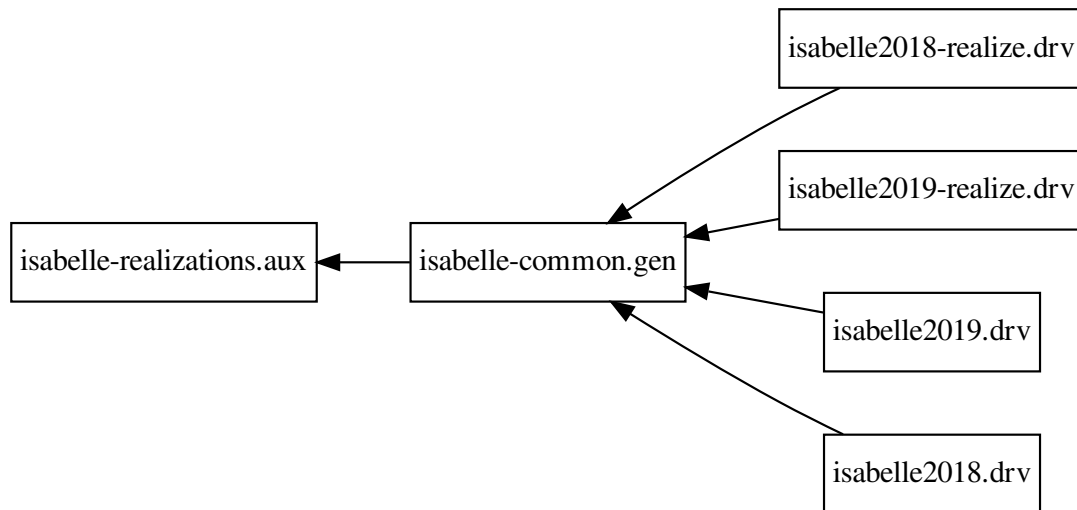 isabelle2018-realize.drv
isabelle2019-realize.drv
isabelle-realizations.aux
isabelle-common.gen
isabelle2019.drv
isabelle2018.drv